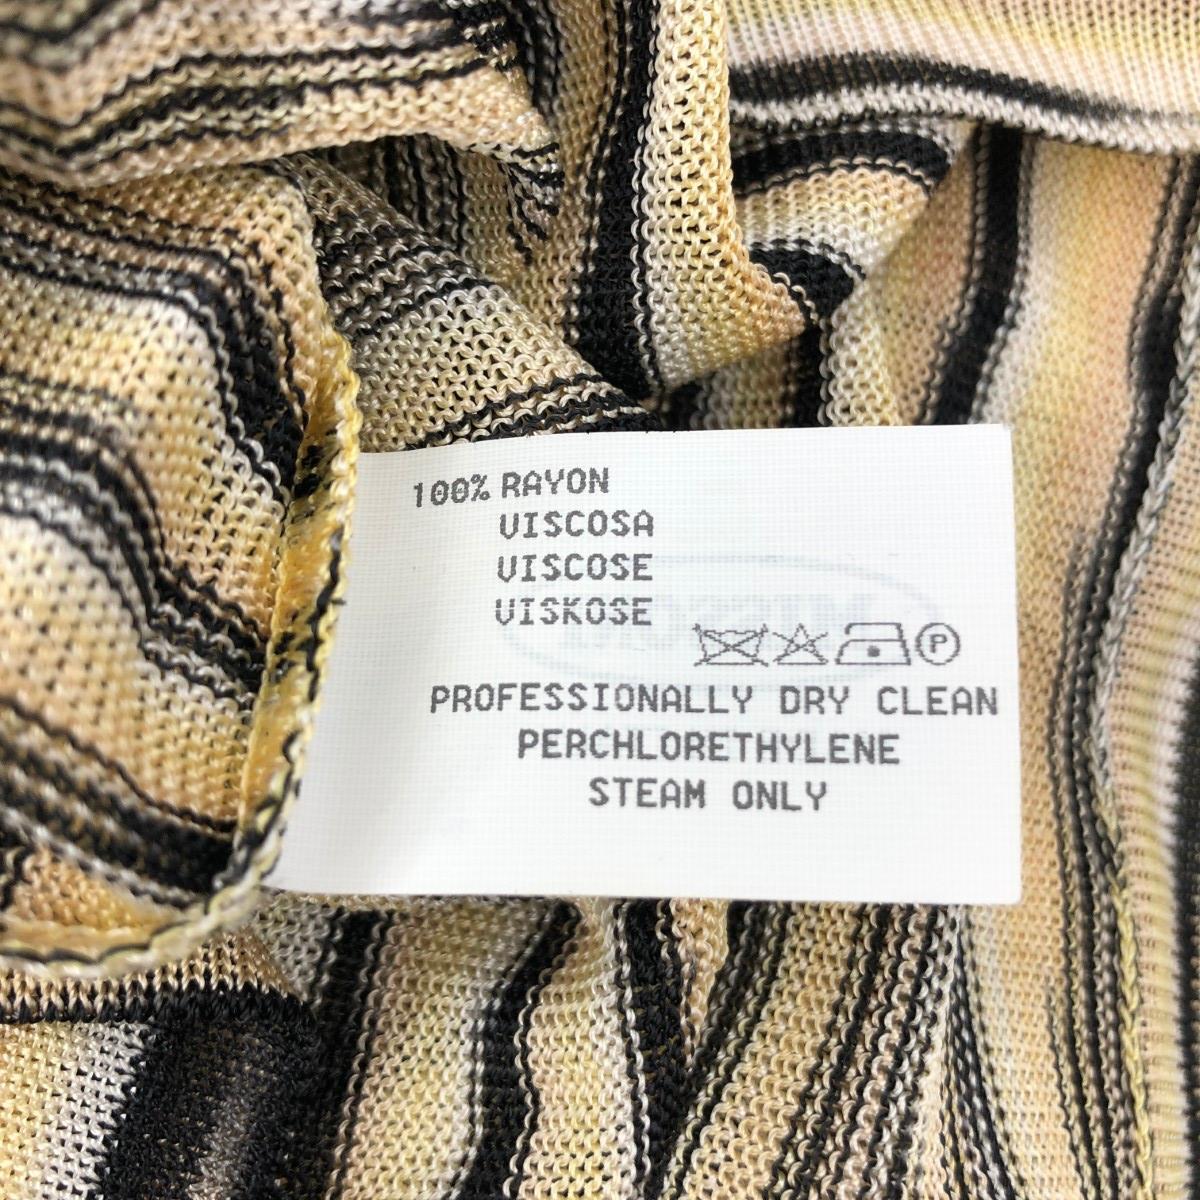 100% RAYON
VISCOSA
VISCOSE
VISKOSE
P
PROFESSIONALLY DRY CLEAN
PERCHLORETHYLENE
STEAM ONLY